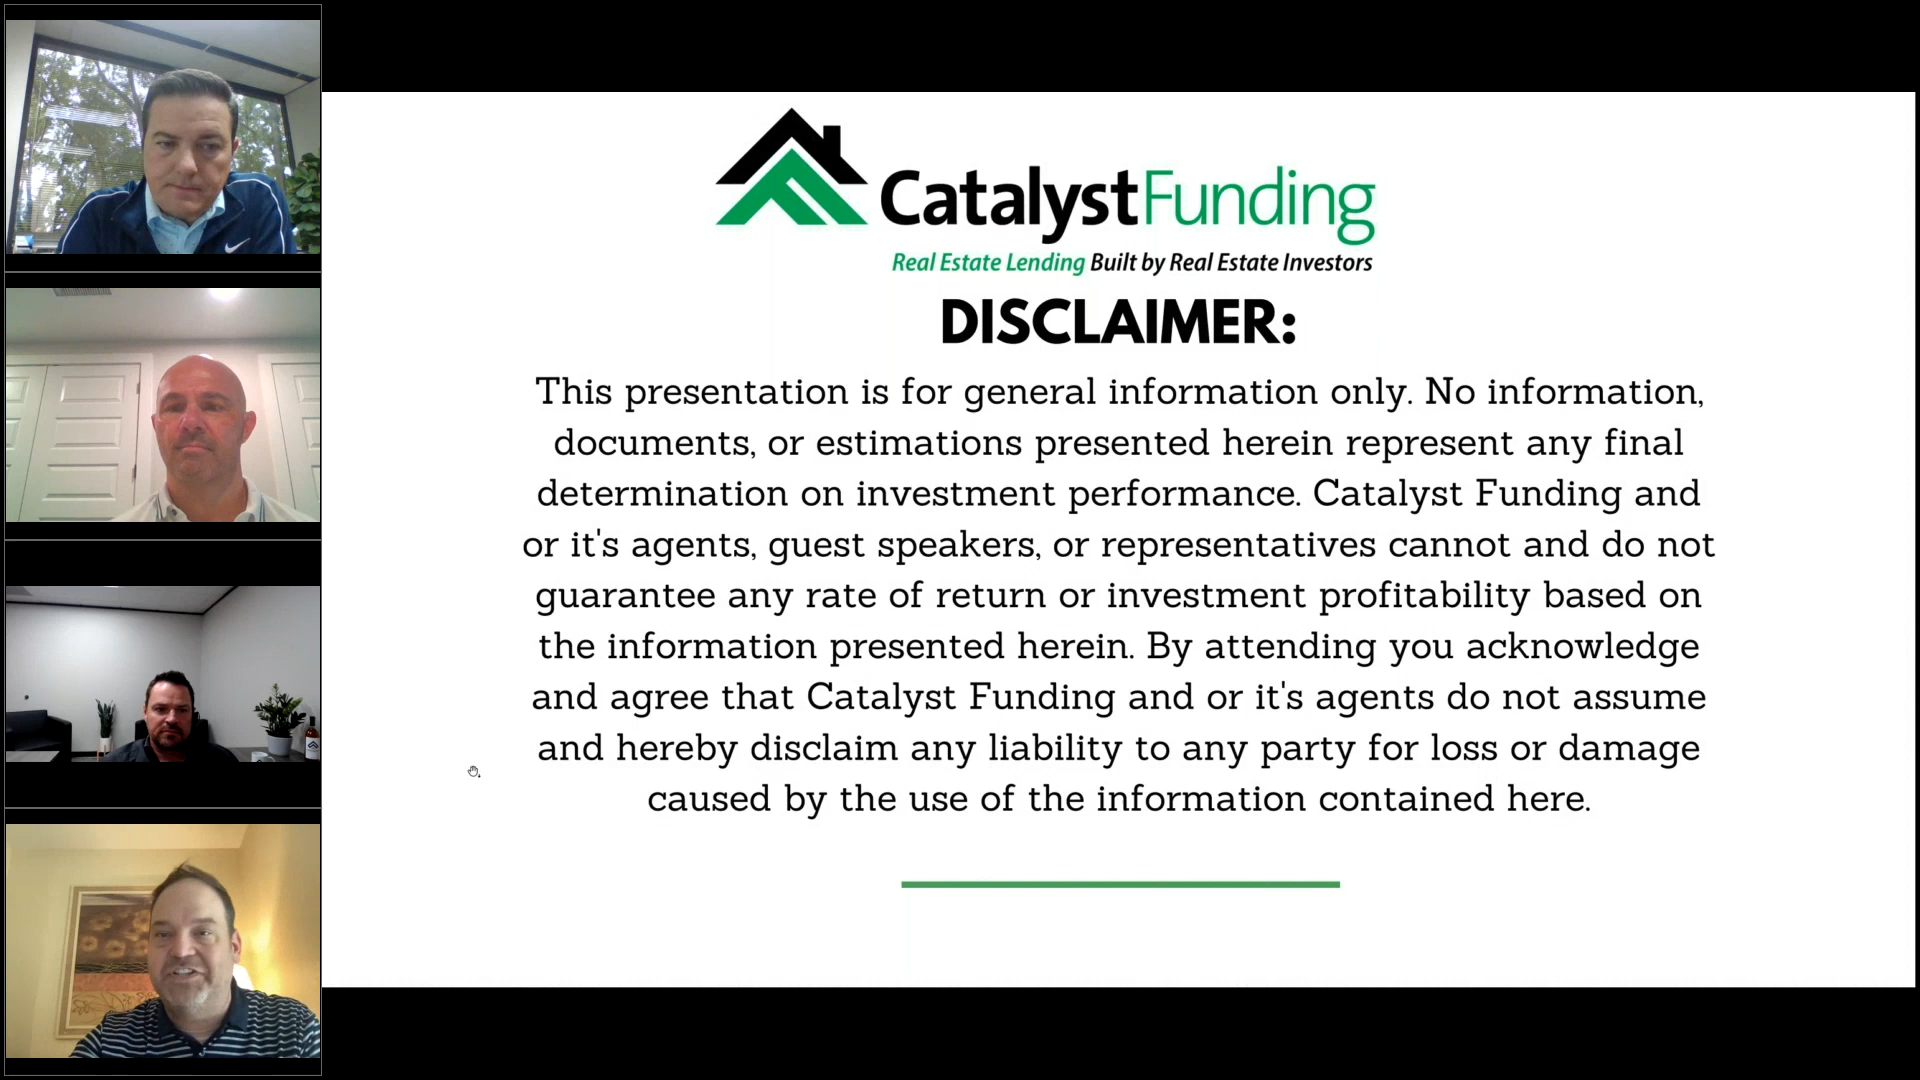 CatalystFunding
Real Estate Lending Built by Real Estate Investors
DISCLAIMER:
This presentation is for general information only. No information,
documents, or estimations presented herein represent any final
determination on investment performance. Catalyst Funding and
or it's agents, guest speakers, or representatives cannot and do not
guarantee any rate of return or investment profitability based on
the information presented herein. By attending you acknowledge
and agree that Catalyst Funding and or it's agents do not assume
and hereby disclaim any liability to any party for loss or damage
caused by the use of the information contained here.